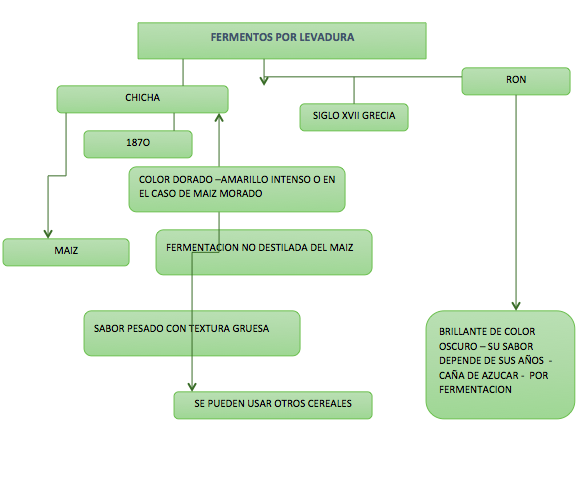 FERMENTOS POR LEVADURA
RON
CHICHA
SIGLO XVII GRECIA
187O
COLOR DORADO –AMARILLO INTENSO O EN
EL CASO DE MAIZ MORADO
MAIZ
FERMENTACION NO DESTILADA DEL MAIZ
SABOR PESADO CON TEXTURA GRUESA
BRILLANTE DE COLOR
OSCURO – SU SABOR
DEPENDE DE SUS AÑOS -
CAÑA DE AZUCAR - POR
FERMENTACION
SE PUEDEN USAR OTROS CEREALES